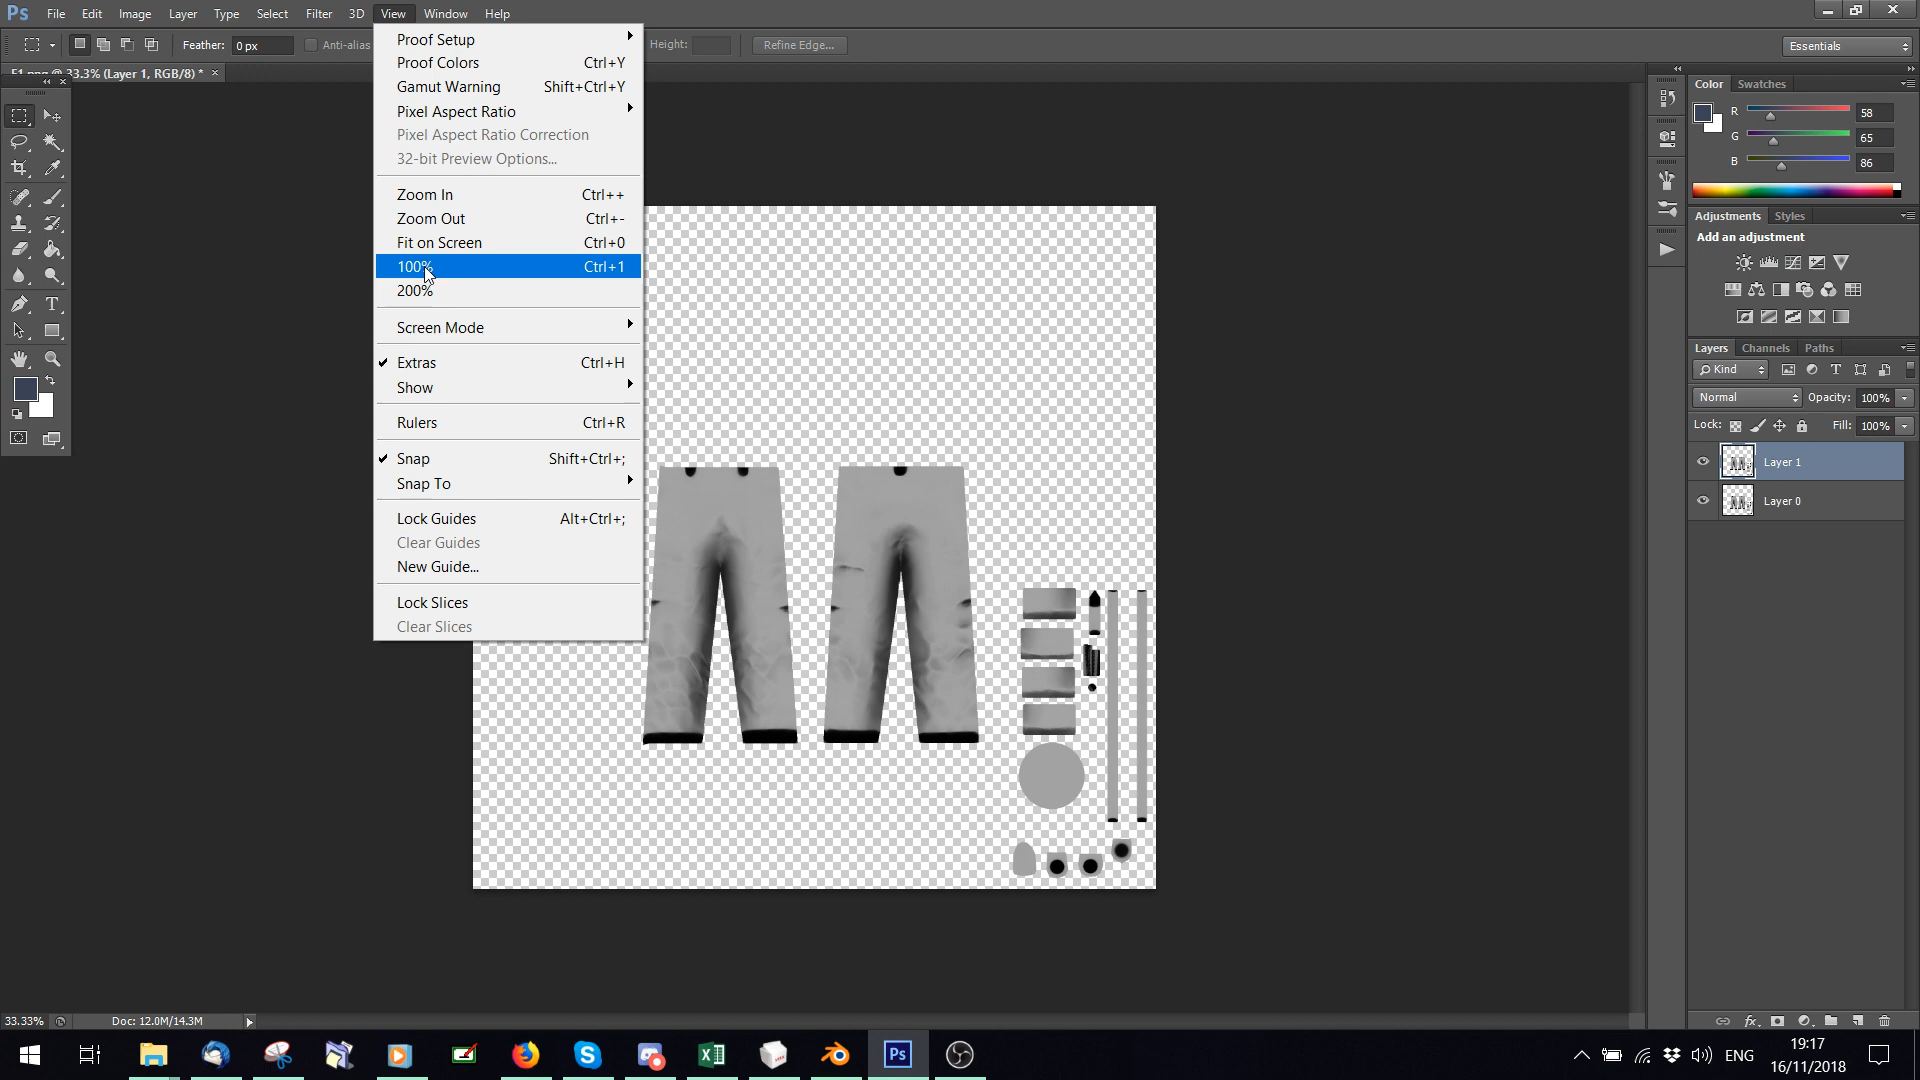 Ps File Edit Image Layer Type Select Filter 3D View Window Help
Feather: 0 px Anti-alias Height: Refine Edge... Essentials
33.3% (Layer 1, RGB/8) * ×
Proof Setup
Proof Colors Ctrl+Y
Gamut Warning Shift+Ctrl+Y
Pixel Aspect Ratio
Pixel Aspect Ratio Correction
32-bit Preview Options...
Zoom In Ctrl++
Zoom Out Ctrl+-
Fit on Screen Ctrl+0
100% Ctrl+1
200%
Screen Mode
Extras Ctrl+H
Show
Rulers Ctrl+R
Snap Shift+Ctrl+;
Snap To
Lock Guides Alt+Ctrl+;
Clear Guides
New Guide...
Lock Slices
Clear Slices
Color Swatches
R 58
G 65
B 86
Adjustments Styles
Add an adjustment
Layers Channels Paths
Kind
Normal Opacity: 100%
Lock: Fill: 100%
Layer 1
Layer 0
33.33% Doc: 12.0M/14.3M
Ps
ENG
19:17
16/11/2018